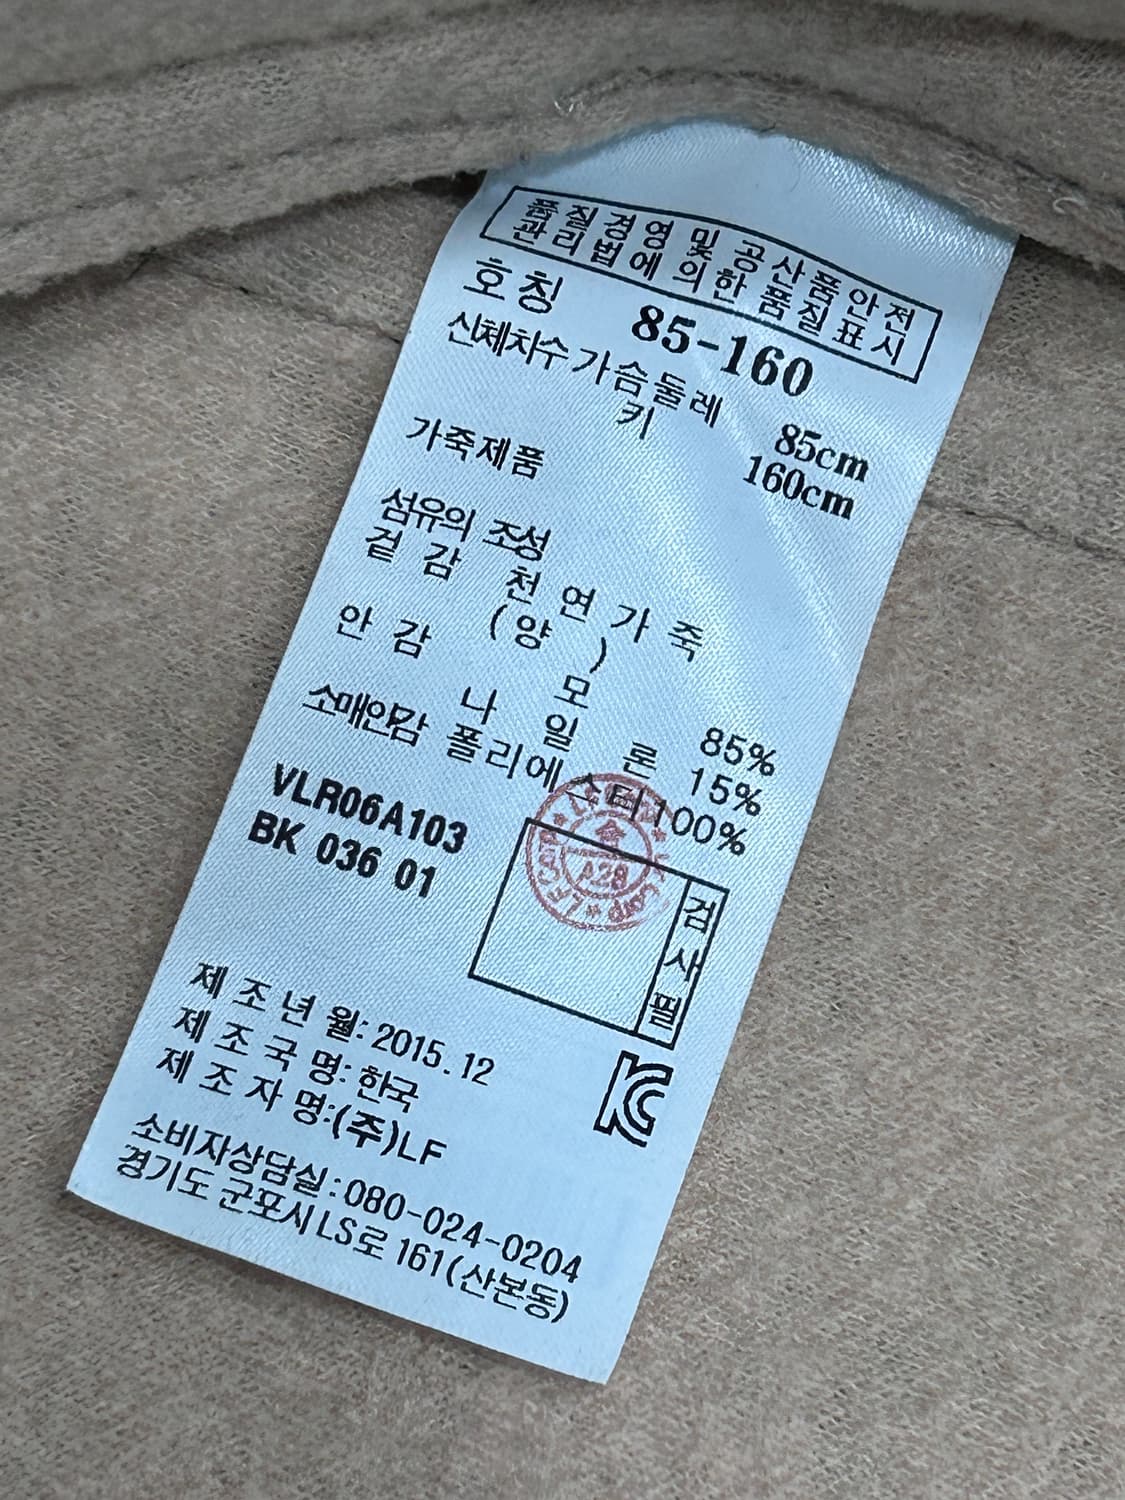 품질경영 및 공산품안전
관리법에 의한 품질표시
호칭 85-160
신체치수 가슴둘레 85cm
키 160cm
가죽제품
섬유의 조성
겉감 천연가죽
(양 )
안감 모 85%
나일론 15%
소매안감 폴리에스터 100%
VLR06A103
BK 036 01
A28
검사필
제조년월: 2015.12
제조국명: 한국
제조자명:(주)LF
KC
소비자상담실:080-024-0204
경기도 군포시 LS로 161(산본동)